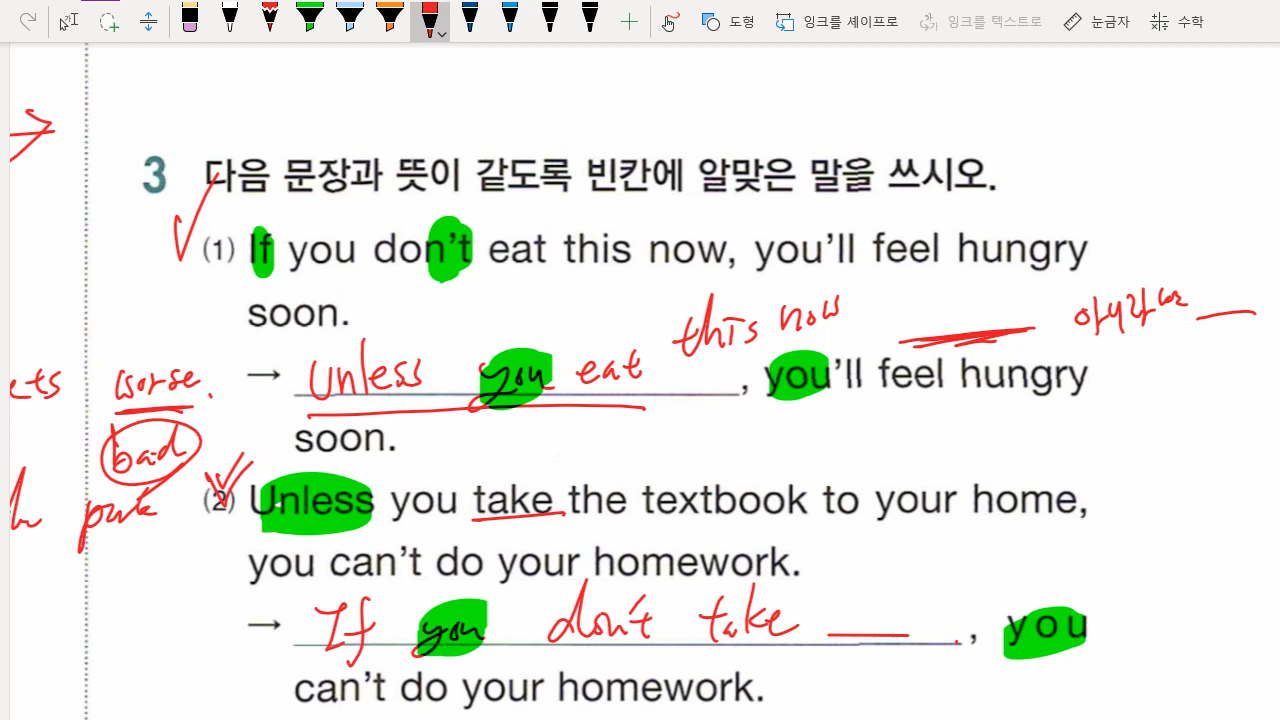 도형 잉크를 셰이프로 잉크를 텍스트로 눈금자 수학
3 다음 문장과 뜻이 같도록 빈칸에 알맞은 말을 쓰시오.
(1) If you don't eat this now, you'll feel hungry
soon.
this now
→ Unless you eat, you'll feel hungry
ets worse.
soon.
bad
(2) Unless you take the textbook to your home,
you can't do your homework.
→ If you don't take, you
can't do your homework.